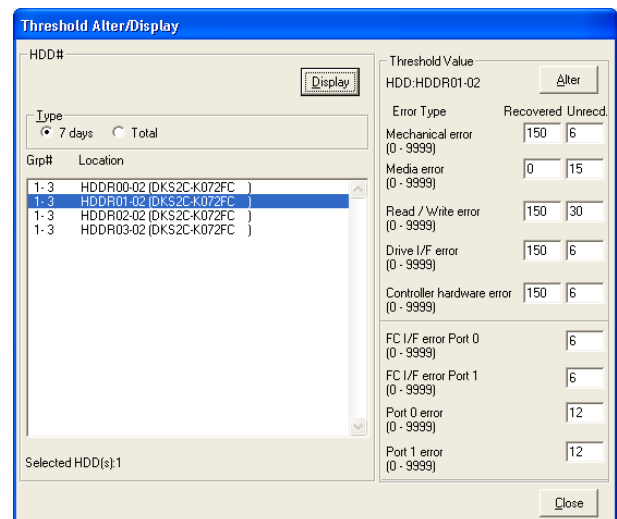 Threshold Alter/Display
HDD#
Display
Type
7 days Total
Grp# Location
1- 3 HDDR00-02 (DKS2C-K072FC )
1- 3 HDDR01-02 (DKS2C-K072FC )
1- 3 HDDR02-02 (DKS2C-K072FC )
1- 3 HDDR03-02 (DKS2C-K072FC )
Selected HDD(s):1
Threshold Value
HDD:HDDR01-02 Alter
Error Type Recovered Unrecd.
Mechanical error 150 6
(0 - 9999)
Media error 0 15
(0 - 9999)
Read / Write error 150 30
(0 - 9999)
Drive I/F error 150 6
(0 - 9999)
Controller hardware error 150 6
(0 - 9999)
FC I/F error Port 0 6
(0 - 9999)
FC I/F error Port 1 6
(0 - 9999)
Port 0 error 12
(0 - 9999)
Port 1 error 12
(0 - 9999)
Close